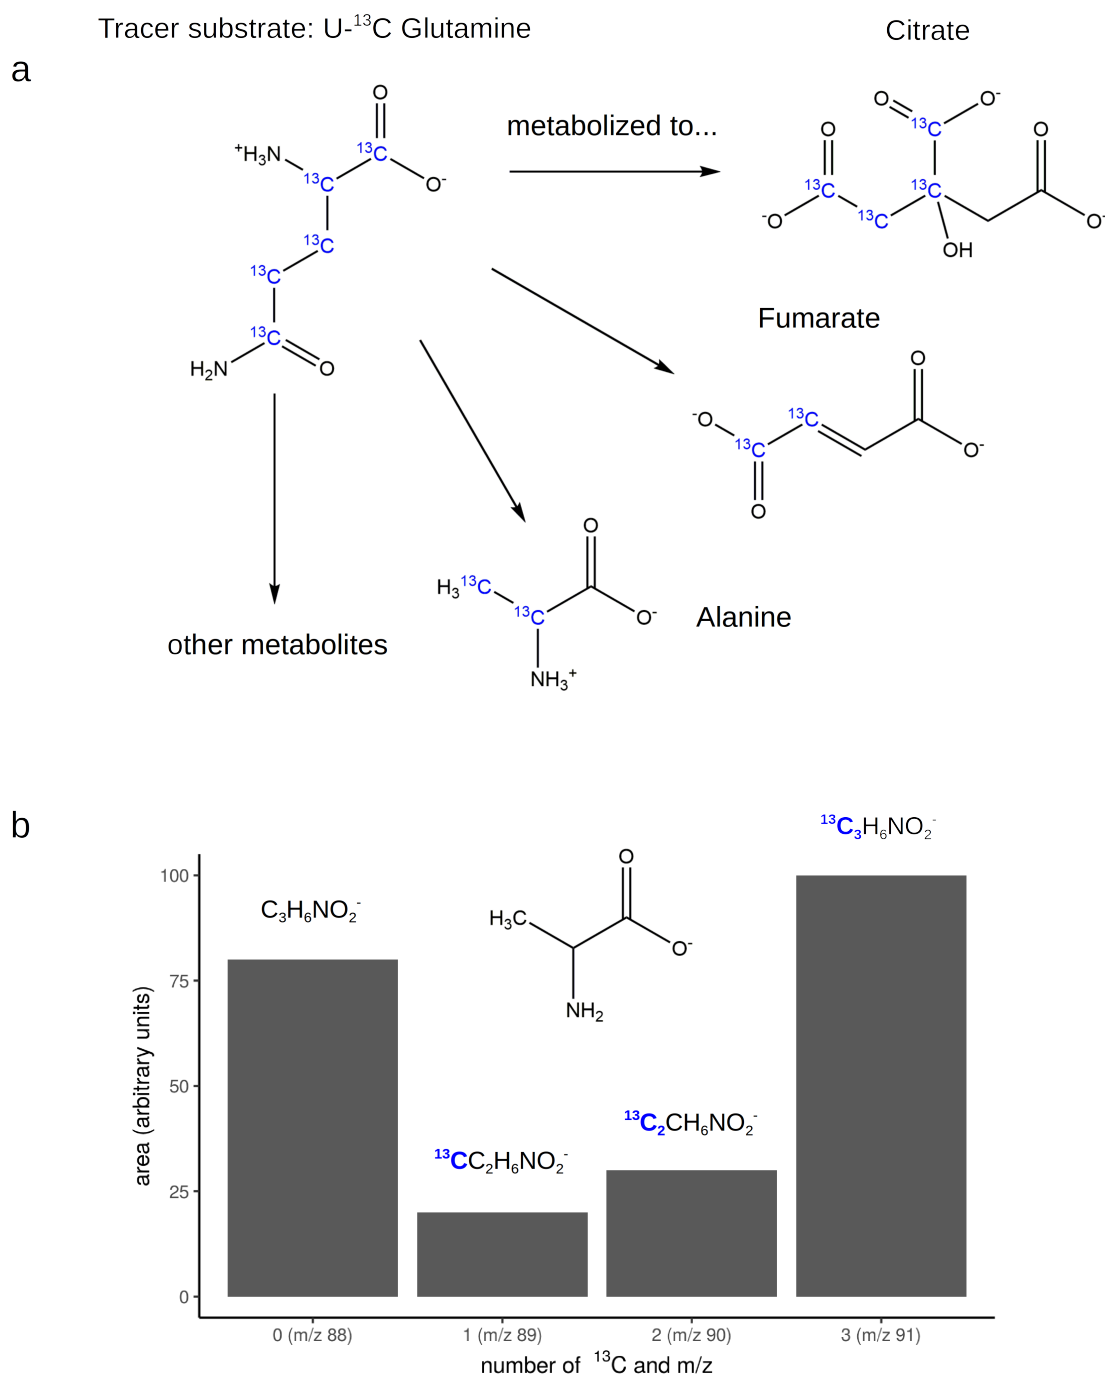 Tracer substrate: U-¹³C Glutamine
Citrate
a
metabolized to...
O
⁺H₃N
¹³C
¹³C
O⁻
¹³C
¹³C
¹³C
H₂N
O
O
O⁻
¹³C
O
O
¹³C
¹³C
⁻O
¹³C
O⁻
OH
Fumarate
O
⁻O
¹³C
¹³C
O⁻
O
O
H₃¹³C
¹³C
O⁻
NH₃⁺
Alanine
other metabolites
b
¹³C₃H₆NO₂⁻
C₃H₆NO₂⁻
O
H₃C
O⁻
NH₂
¹³C₂CH₆NO₂⁻
¹³CC₂H₆NO₂⁻
100
75
50
25
0
area (arbitrary units)
0 (m/z 88)
1 (m/z 89)
2 (m/z 90)
3 (m/z 91)
number of ¹³C and m/z